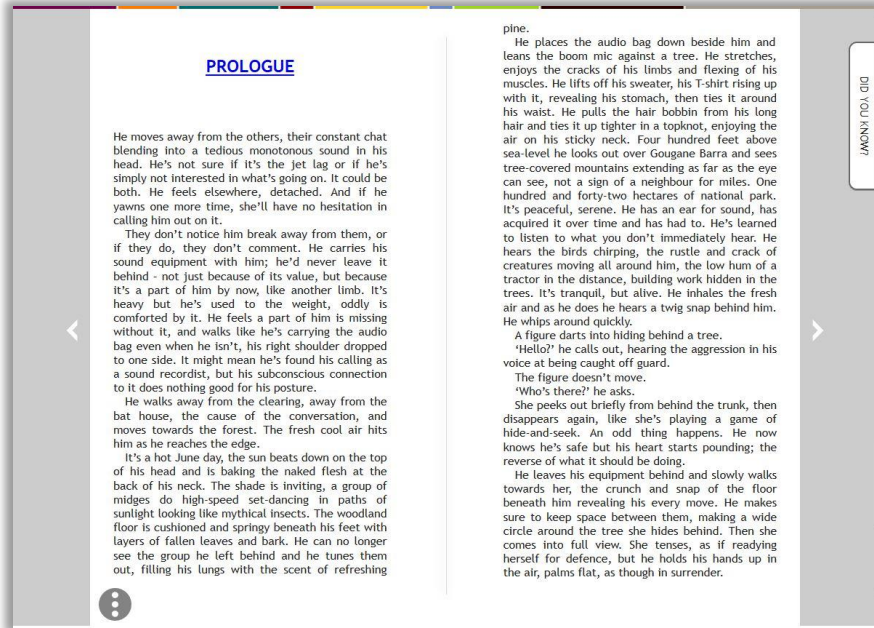 PROLOGUE
He moves away from the others, their constant chat
blending into a tedious monotonous sound in his
head. He's not sure if it's the jet lag or if he's
simply not interested in what's going on. It could be
both. He feels elsewhere, detached. And if he
yawns one more time, she'll have no hesitation in
calling him out on it.
They don't notice him break away from them, or
if they do, they don't comment. He carries his
sound equipment with him; he'd never leave it
behind - not just because of its value, but because
it's a part of him by now, like another limb. It's
heavy but he's used to the weight, oddly is
comforted by it. He feels a part of him is missing
without it, and walks like he's carrying the audio
bag even when he isn't, his right shoulder dropped
to one side. It might mean he's found his calling as
a sound recordist, but his subconscious connection
to it does nothing good for his posture.
He walks away from the clearing, away from the
bat house, the cause of the conversation, and
moves towards the forest. The fresh cool air hits
him as he reaches the edge.
It's a hot June day, the sun beats down on the top
of his head and is baking the naked flesh at the
back of his neck. The shade is inviting, a group of
midges do high-speed set-dancing in paths of
sunlight looking like mythical insects. The woodland
floor is cushioned and springy beneath his feet with
layers of fallen leaves and bark. He can no longer
see the group he left behind and he tunes them
out, filling his lungs with the scent of refreshing
pine.
He places the audio bag down beside him and
leans the boom mic against a tree. He stretches,
enjoys the cracks of his limbs and flexing of his
muscles. He lifts off his sweater, his T-shirt rising up
with it, revealing his stomach, then ties it around
his waist. He pulls the hair bobbin from his long
hair and ties it up tighter in a topknot, enjoying the
air on his sticky neck. Four hundred feet above
sea-level he looks out over Gougane Barra and sees
tree-covered mountains extending as far as the eye
can see, not a sign of a neighbour for miles. One
hundred and forty-two hectares of national park.
It's peaceful, serene. He has an ear for sound, has
acquired it over time and has had to. He's learned
to listen to what you don't immediately hear. He
hears the birds chirping, the rustle and crack of
creatures moving all around him, the low hum of a
tractor in the distance, building work hidden in the
trees. It's tranquil, but alive. He inhales the fresh
air and as he does he hears a twig snap behind him.
He whips around quickly.
A figure darts into hiding behind a tree.
'Hello?' he calls out, hearing the aggression in his
voice at being caught off guard.
The figure doesn't move.
'Who's there?' he asks.
She peeks out briefly from behind the trunk, then
disappears again, like she's playing a game of
hide-and-seek. An odd thing happens. He now
knows he's safe but his heart starts pounding; the
reverse of what it should be doing.
He leaves his equipment behind and slowly walks
towards her, the crunch and snap of the floor
beneath him revealing his every move. He makes
sure to keep space between them, making a wide
circle around the tree she hides behind. Then she
comes into full view. She tenses, as if readying
herself for defence, but he holds his hands up in
the air, palms flat, as though in surrender.
DID YOU KNOW?